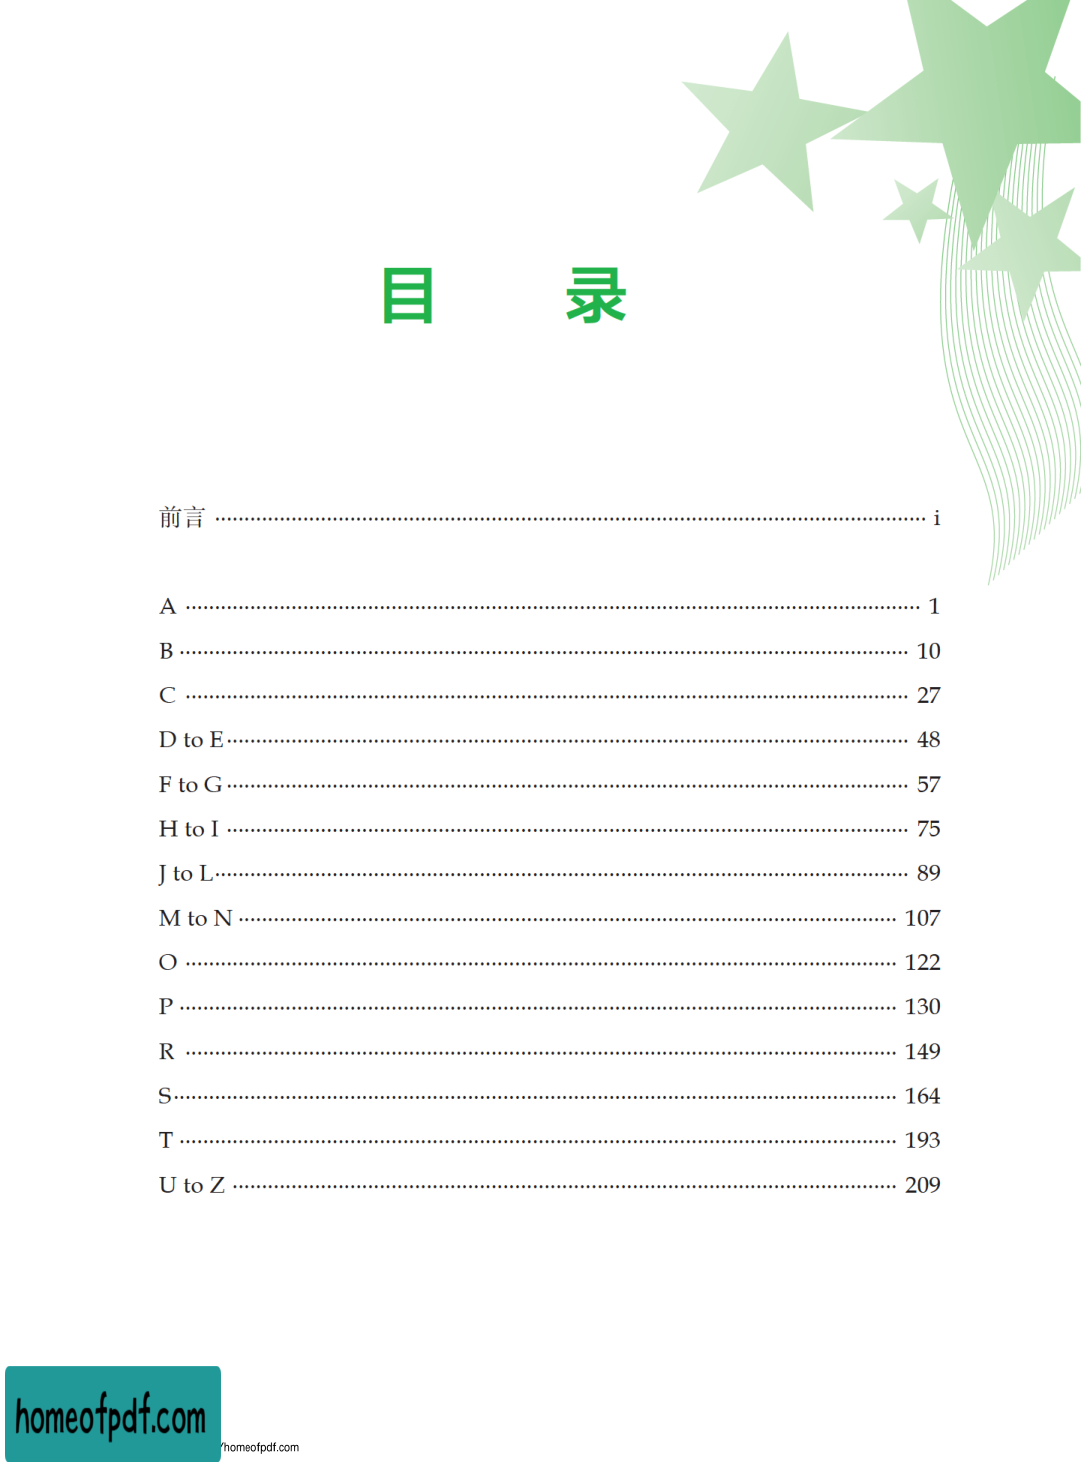 目 录
前言 ························ i
A ························ 1
B ························ 10
C ························ 27
D to E ························ 48
F to G ························ 57
H to I ························ 75
J to L ························ 89
M to N ························ 107
O ························ 122
P ························ 130
R ························ 149
S ························ 164
T ························ 193
U to Z ························ 209
homeofpdf.com
/homeofpdf.com